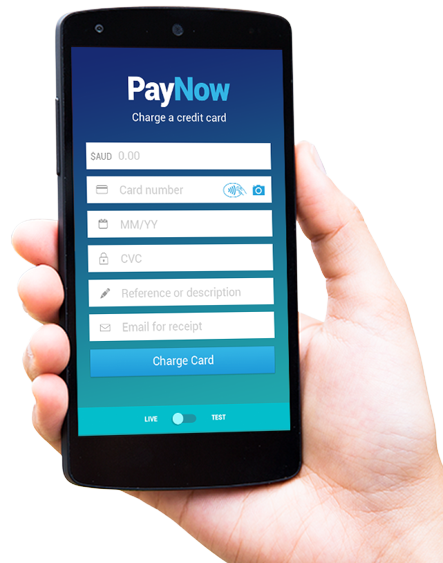 PayNow
Charge a credit card
$AUD 0.00
Card number
MM/YY
CVC
Reference or description
Email for receipt
Charge Card
LIVE TEST